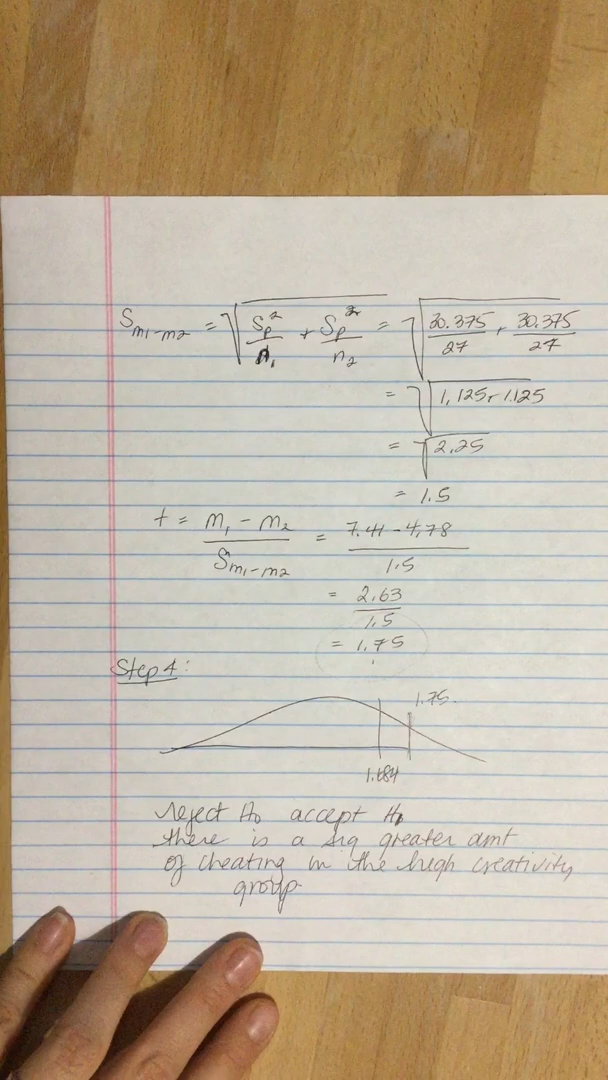 S m₁-m₂ = √(Sp²/n₁ + Sp²/n₂) = √(30.375/27 + 30.375/27)
= √1,125 + 1.125
= √2.25
= 1.5
t = m₁ - m₂ / S m₁-m₂ = 7.41 - 4.78 / 1.5
= 2.63 / 1.5
= 1.75
Step 4:
1.75.
1.684
reject H₀ accept H₁
there is a sig greater amt
of cheating in the high creativity
group.